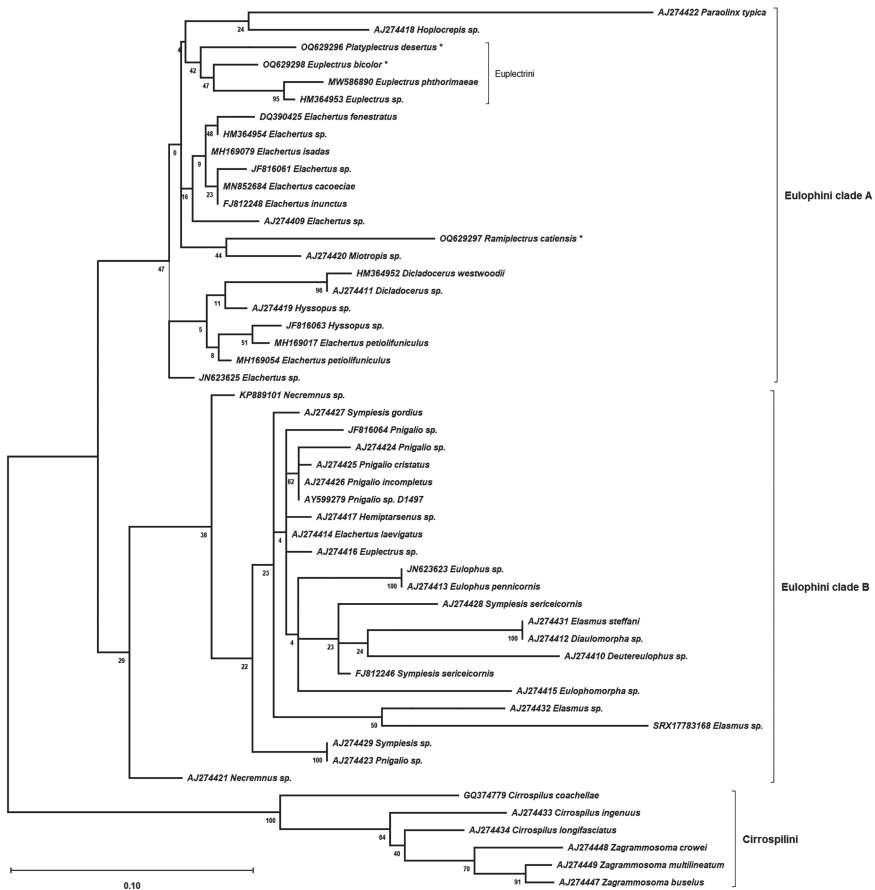 AJ274422 Paraolinx typica
24
AJ274418 Hoplocrepis sp.
4
OQ629296 Platyplectrus desertus *
42
OQ629298 Euplectrus bicolor *
Euplectrini
47
MW586890 Euplectrus phthorimaeae
95
HM364953 Euplectrus sp.
DQ390425 Elachertus fenestratus
48
HM364954 Elachertus sp.
0
MH169079 Elachertus isadas
9
JF816061 Elachertus sp.
16
23
MN852684 Elachertus cacoeciae
Eulophini clade A
FJ812248 Elachertus inunctus
AJ274409 Elachertus sp.
OQ629297 Ramiplectrus catiensis *
44
AJ274420 Miotropis sp.
47
HM364952 Dicladocerus westwoodii
96
AJ274411 Dicladocerus sp.
11
AJ274419 Hyssopus sp.
5
JF816063 Hyssopus sp.
51
MH169017 Elachertus petiolifuniculus
8
MH169054 Elachertus petiolifuniculus
JN623625 Elachertus sp.
KP889101 Necremnus sp.
AJ274427 Sympiesis gordius
JF816064 Pnigalio sp.
AJ274424 Pnigalio sp.
AJ274425 Pnigalio cristatus
62
AJ274426 Pnigalio incompletus
AY599279 Pnigalio sp. D1497
AJ274417 Hemiptarsenus sp.
38
4
AJ274414 Elachertus laevigatus
AJ274416 Euplectrus sp.
23
JN623623 Eulophus sp.
100
AJ274413 Eulophus pennicornis
Eulophini clade B
AJ274428 Sympiesis sericeicornis
AJ274431 Elasmus steffani
4
23
100
AJ274412 Diaulomorpha sp.
24
AJ274410 Deutereulophus sp.
29
22
FJ812246 Sympiesis sericeicornis
AJ274415 Eulophomorpha sp.
AJ274432 Elasmus sp.
50
SRX17783168 Elasmus sp.
AJ274429 Sympiesis sp.
100
AJ274423 Pnigalio sp.
AJ274421 Necremnus sp.
GQ374779 Cirrospilus coachellae
100
AJ274433 Cirrospilus ingenuus
84
AJ274434 Cirrospilus longifasciatus
Cirrospilini
40
AJ274448 Zagrammosoma crowei
70
AJ274449 Zagrammosoma multilineatum
91
AJ274447 Zagrammosoma buselus
0.10